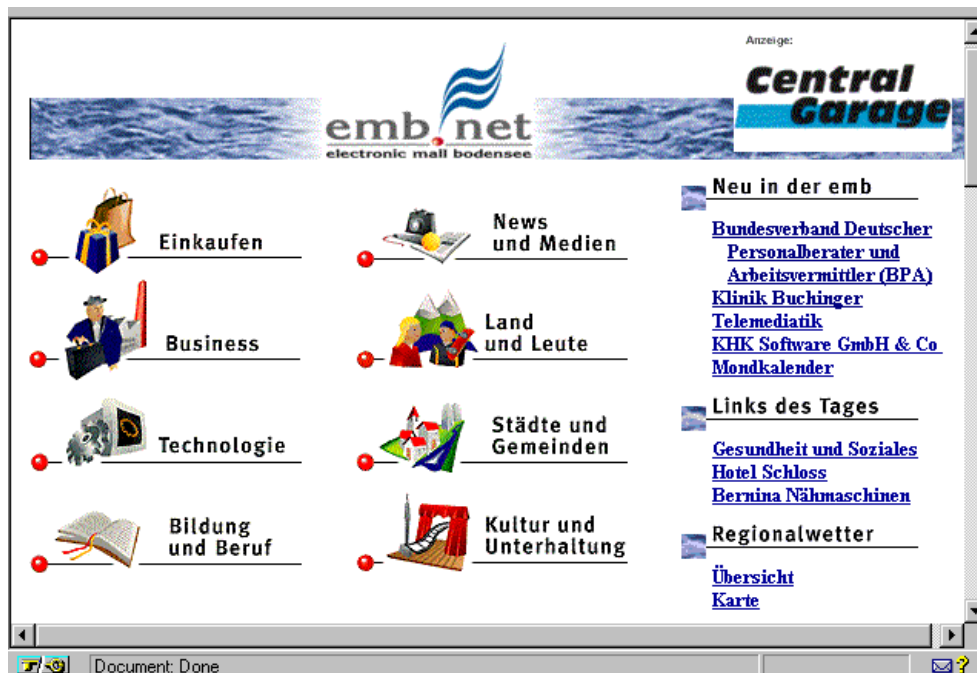 Anzeige:
Central
Garage
emb.net
electronic mall bodensee
Einkaufen
News
und Medien
Business
Land
und Leute
Technologie
Städte und
Gemeinden
Bildung
und Beruf
Kultur und
Unterhaltung
Neu in der emb
Bundesverband Deutscher
Personalberater und
Arbeitsvermittler (BPA)
Klinik Buchinger
Telemediatik
KHK Software GmbH & Co
Mondkalender
Links des Tages
Gesundheit und Soziales
Hotel Schloss
Bernina Nähmaschinen
Regionalwetter
Übersicht
Karte
Document: Done